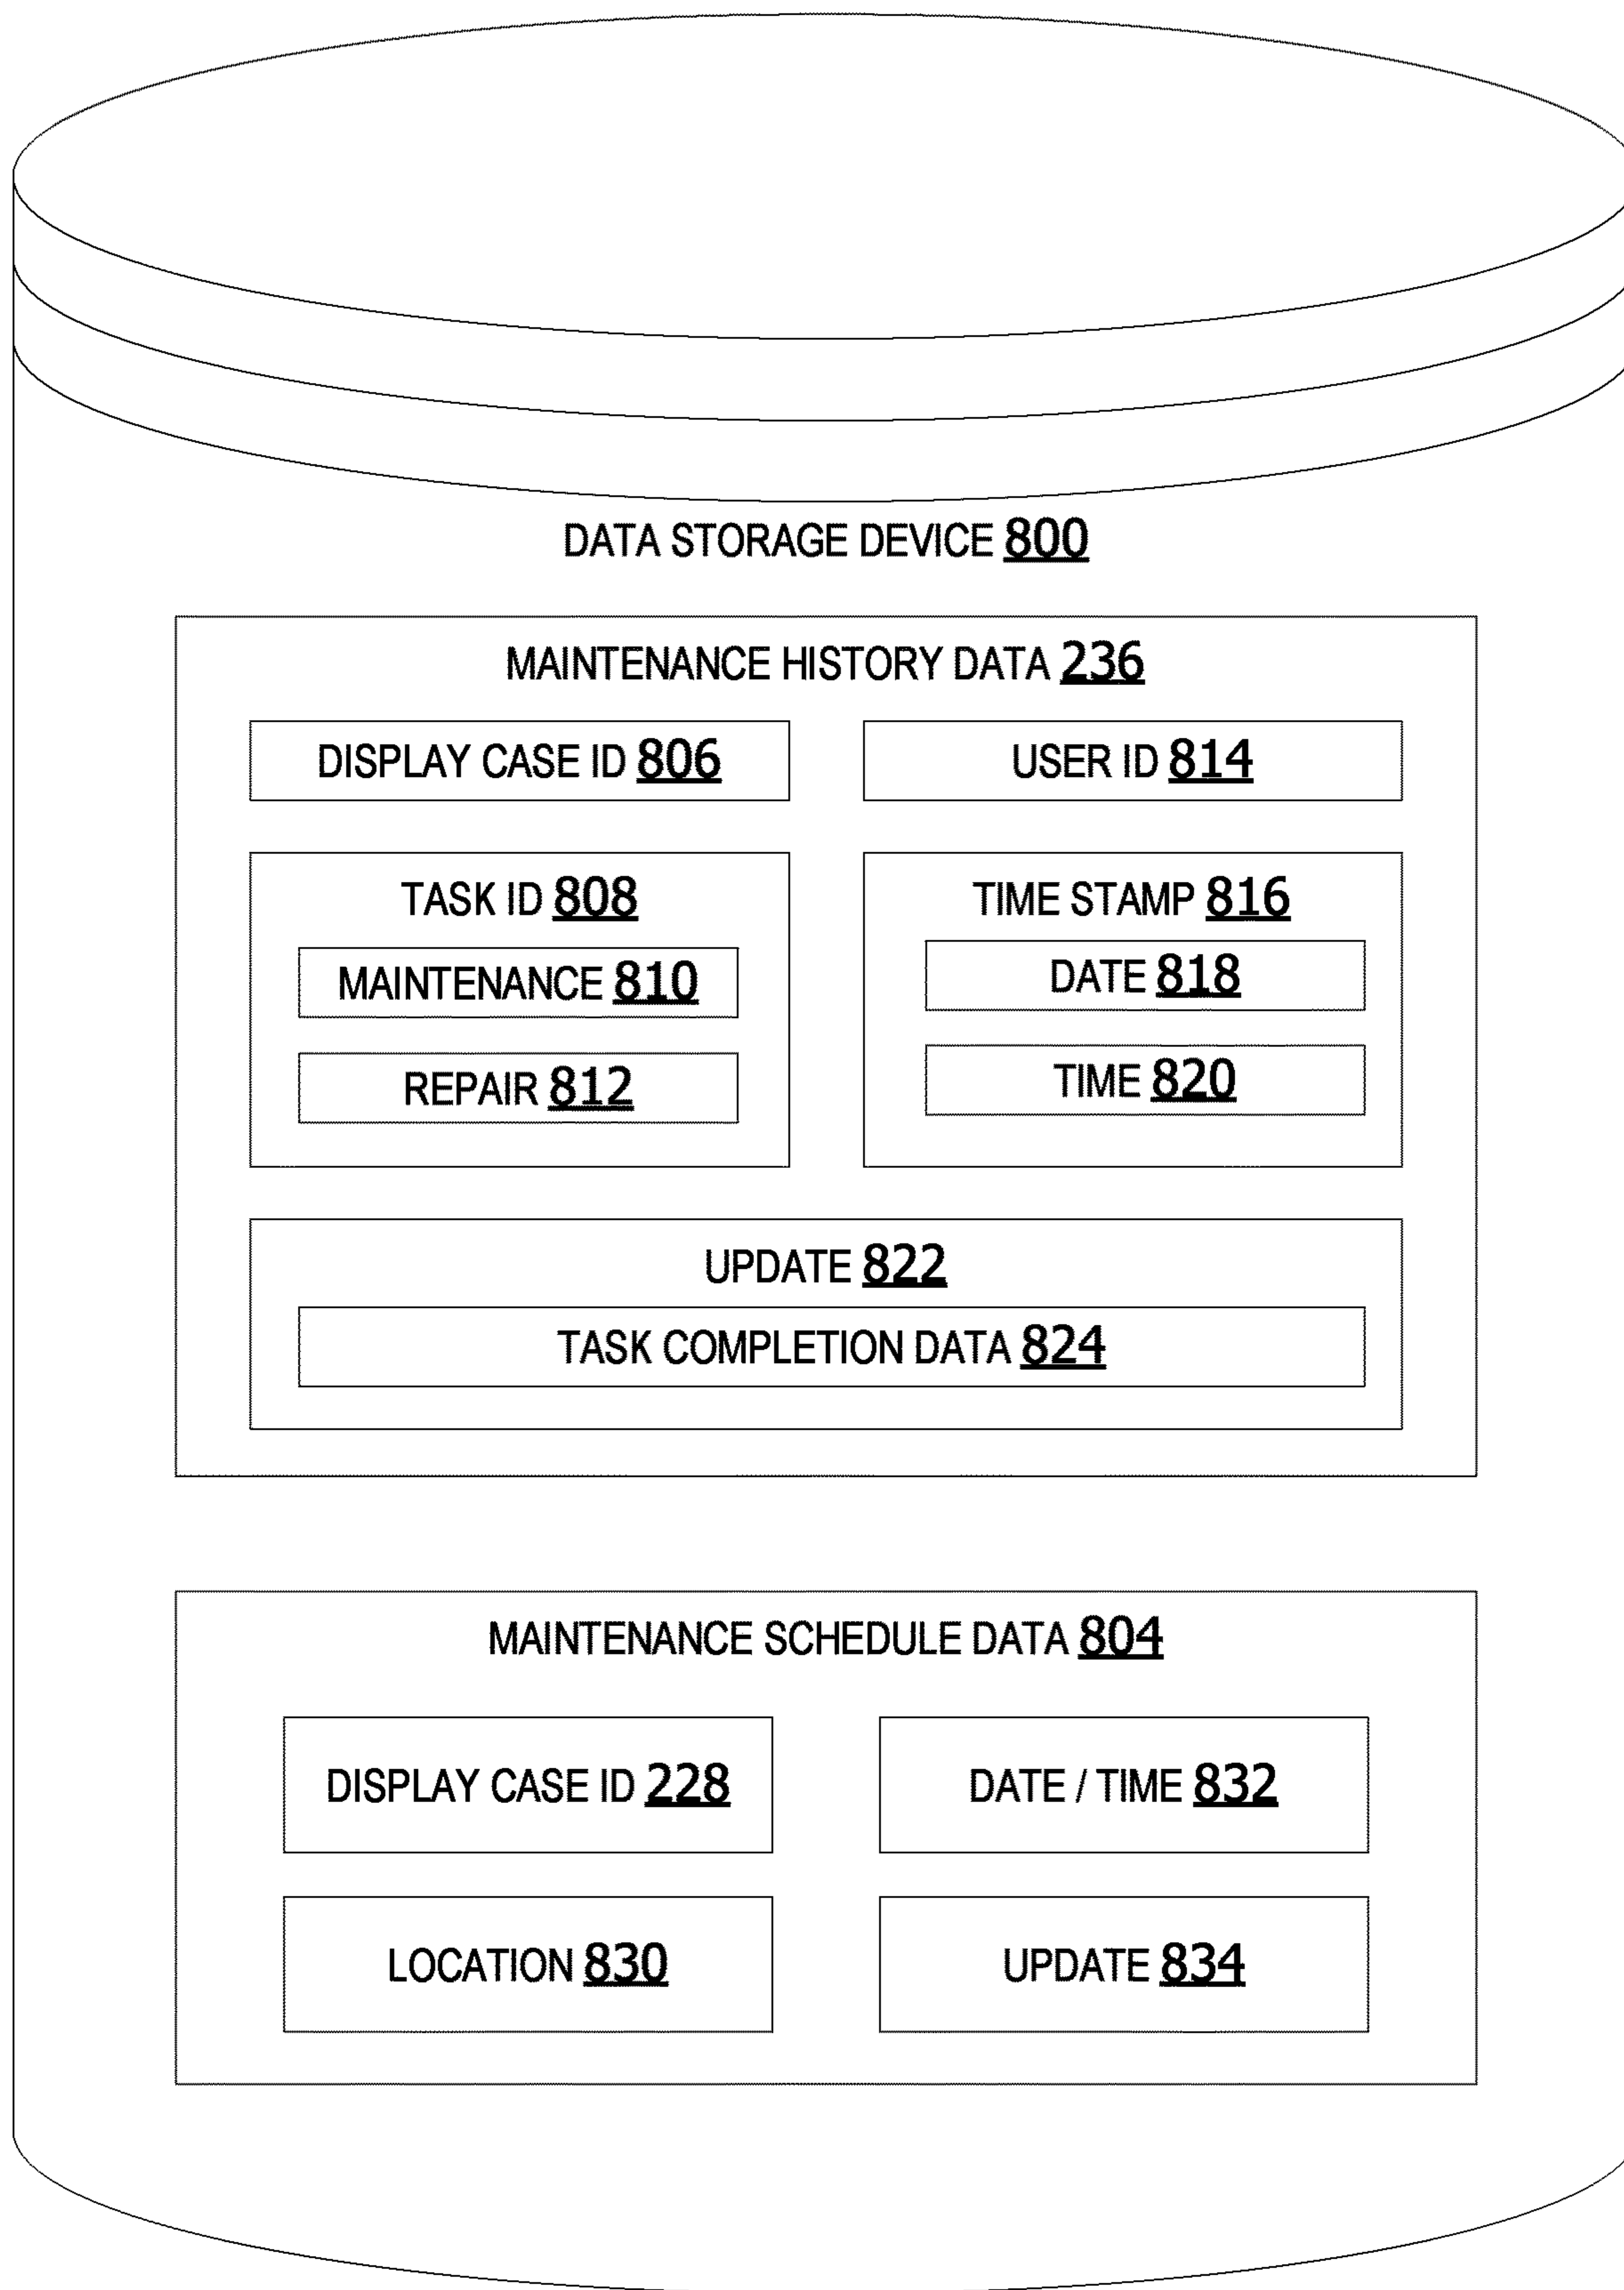 DATA STORAGE DEVICE 800
MAINTENANCE HISTORY DATA 236
DISPLAY CASE ID 806
USER ID 814
TASK ID 808
MAINTENANCE 810
REPAIR 812
TIME STAMP 816
DATE 818
TIME 820
UPDATE 822
TASK COMPLETION DATA 824
MAINTENANCE SCHEDULE DATA 804
DISPLAY CASE ID 228
DATE / TIME 832
LOCATION 830
UPDATE 834